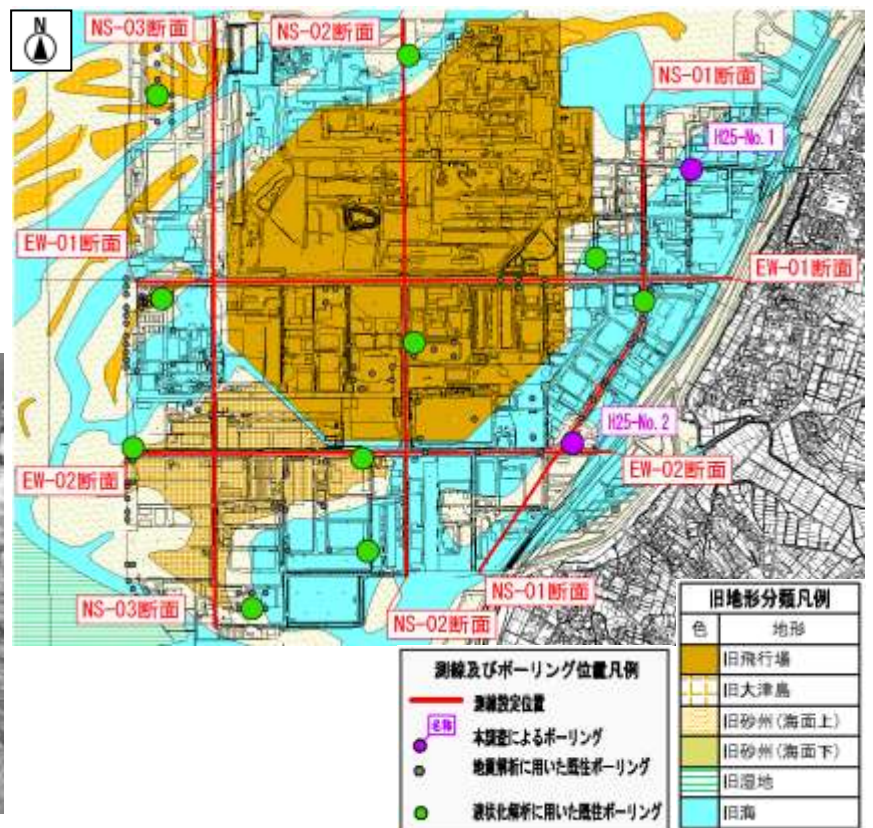 N
NS-03断面
NS-02断面
NS-01断面
H25-No.1
EW-01断面
EW-01断面
H25-No.2
EW-02断面
EW-02断面
NS-03断面
NS-02断面
NS-01断面
測線及びボーリング位置凡例
測線設定位置
名称
本調査によるボーリング
地質解析に用いた既往ボーリング
液状化解析に用いた既往ボーリング
旧地形分類凡例
色 地形
旧飛行場
旧大津島
旧砂州(海面上)
旧砂州(海面下)
旧湿地
旧海